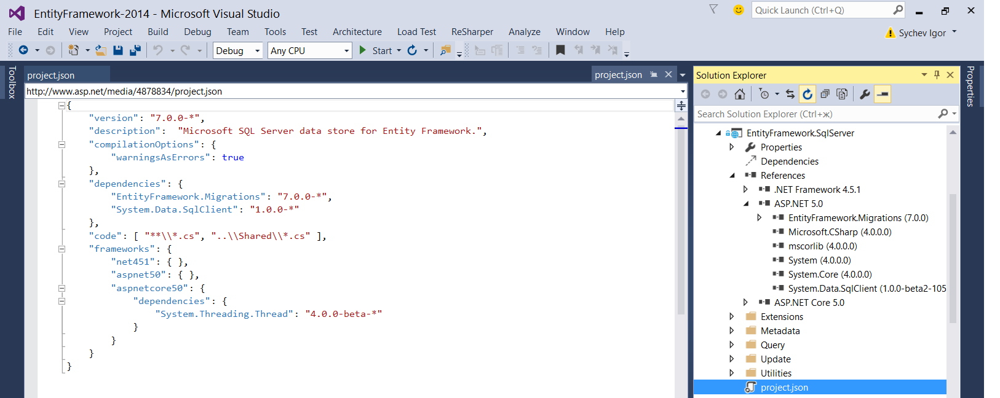 EntityFramework-2014 - Microsoft Visual Studio
Quick Launch (Ctrl+Q)
File Edit View Project Build Debug Team Tools Test Architecture Load Test ReSharper Analyze Window Help
Sychev Igor
Debug Any CPU Start
Toolbox
project.json
project.json
http://www.asp.net/media/4878834/project.json
{
"version": "7.0.0-*",
"description":  "Microsoft SQL Server data store for Entity Framework.",
"compilationOptions": {
"warningsAsErrors": true
},
"dependencies": {
"EntityFramework.Migrations": "7.0.0-*",
"System.Data.SqlClient": "1.0.0-*"
},
"code": [ "**\\*.cs", "..\\Shared\\*.cs" ],
"frameworks": {
"net451": { },
"aspnet50": { },
"aspnetcore50": {
"dependencies": {
"System.Threading.Thread": "4.0.0-beta-*"
}
}
}
}
Solution Explorer
Search Solution Explorer (Ctrl+ж)
EntityFramework.SqlServer
Properties
Dependencies
References
.NET Framework 4.5.1
ASP.NET 5.0
EntityFramework.Migrations (7.0.0)
Microsoft.CSharp (4.0.0.0)
mscorlib (4.0.0.0)
System (4.0.0.0)
System.Core (4.0.0.0)
System.Data.SqlClient (1.0.0-beta2-105
ASP.NET Core 5.0
Extensions
Metadata
Query
Update
Utilities
project.json
Properties